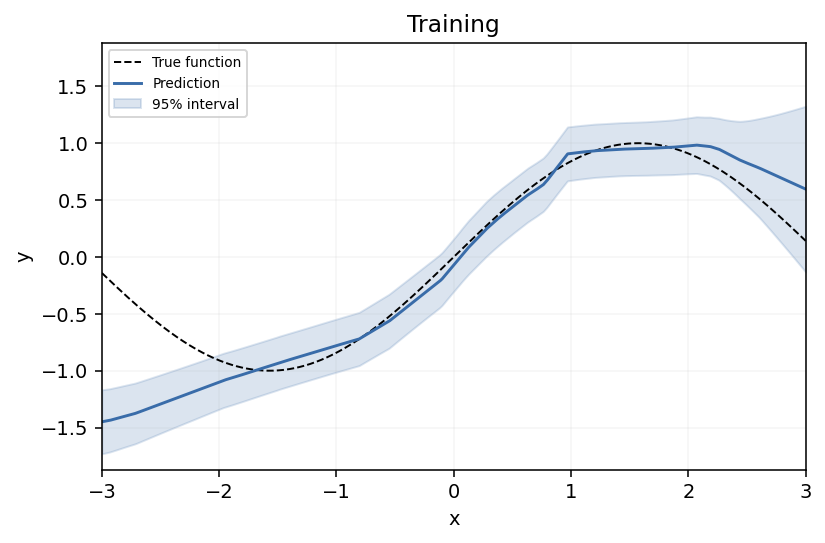 Training
True function
Prediction
95% interval
y
1.5
1.0
0.5
0.0
−0.5
−1.0
−1.5
−3 −2 −1 0 1 2 3
x